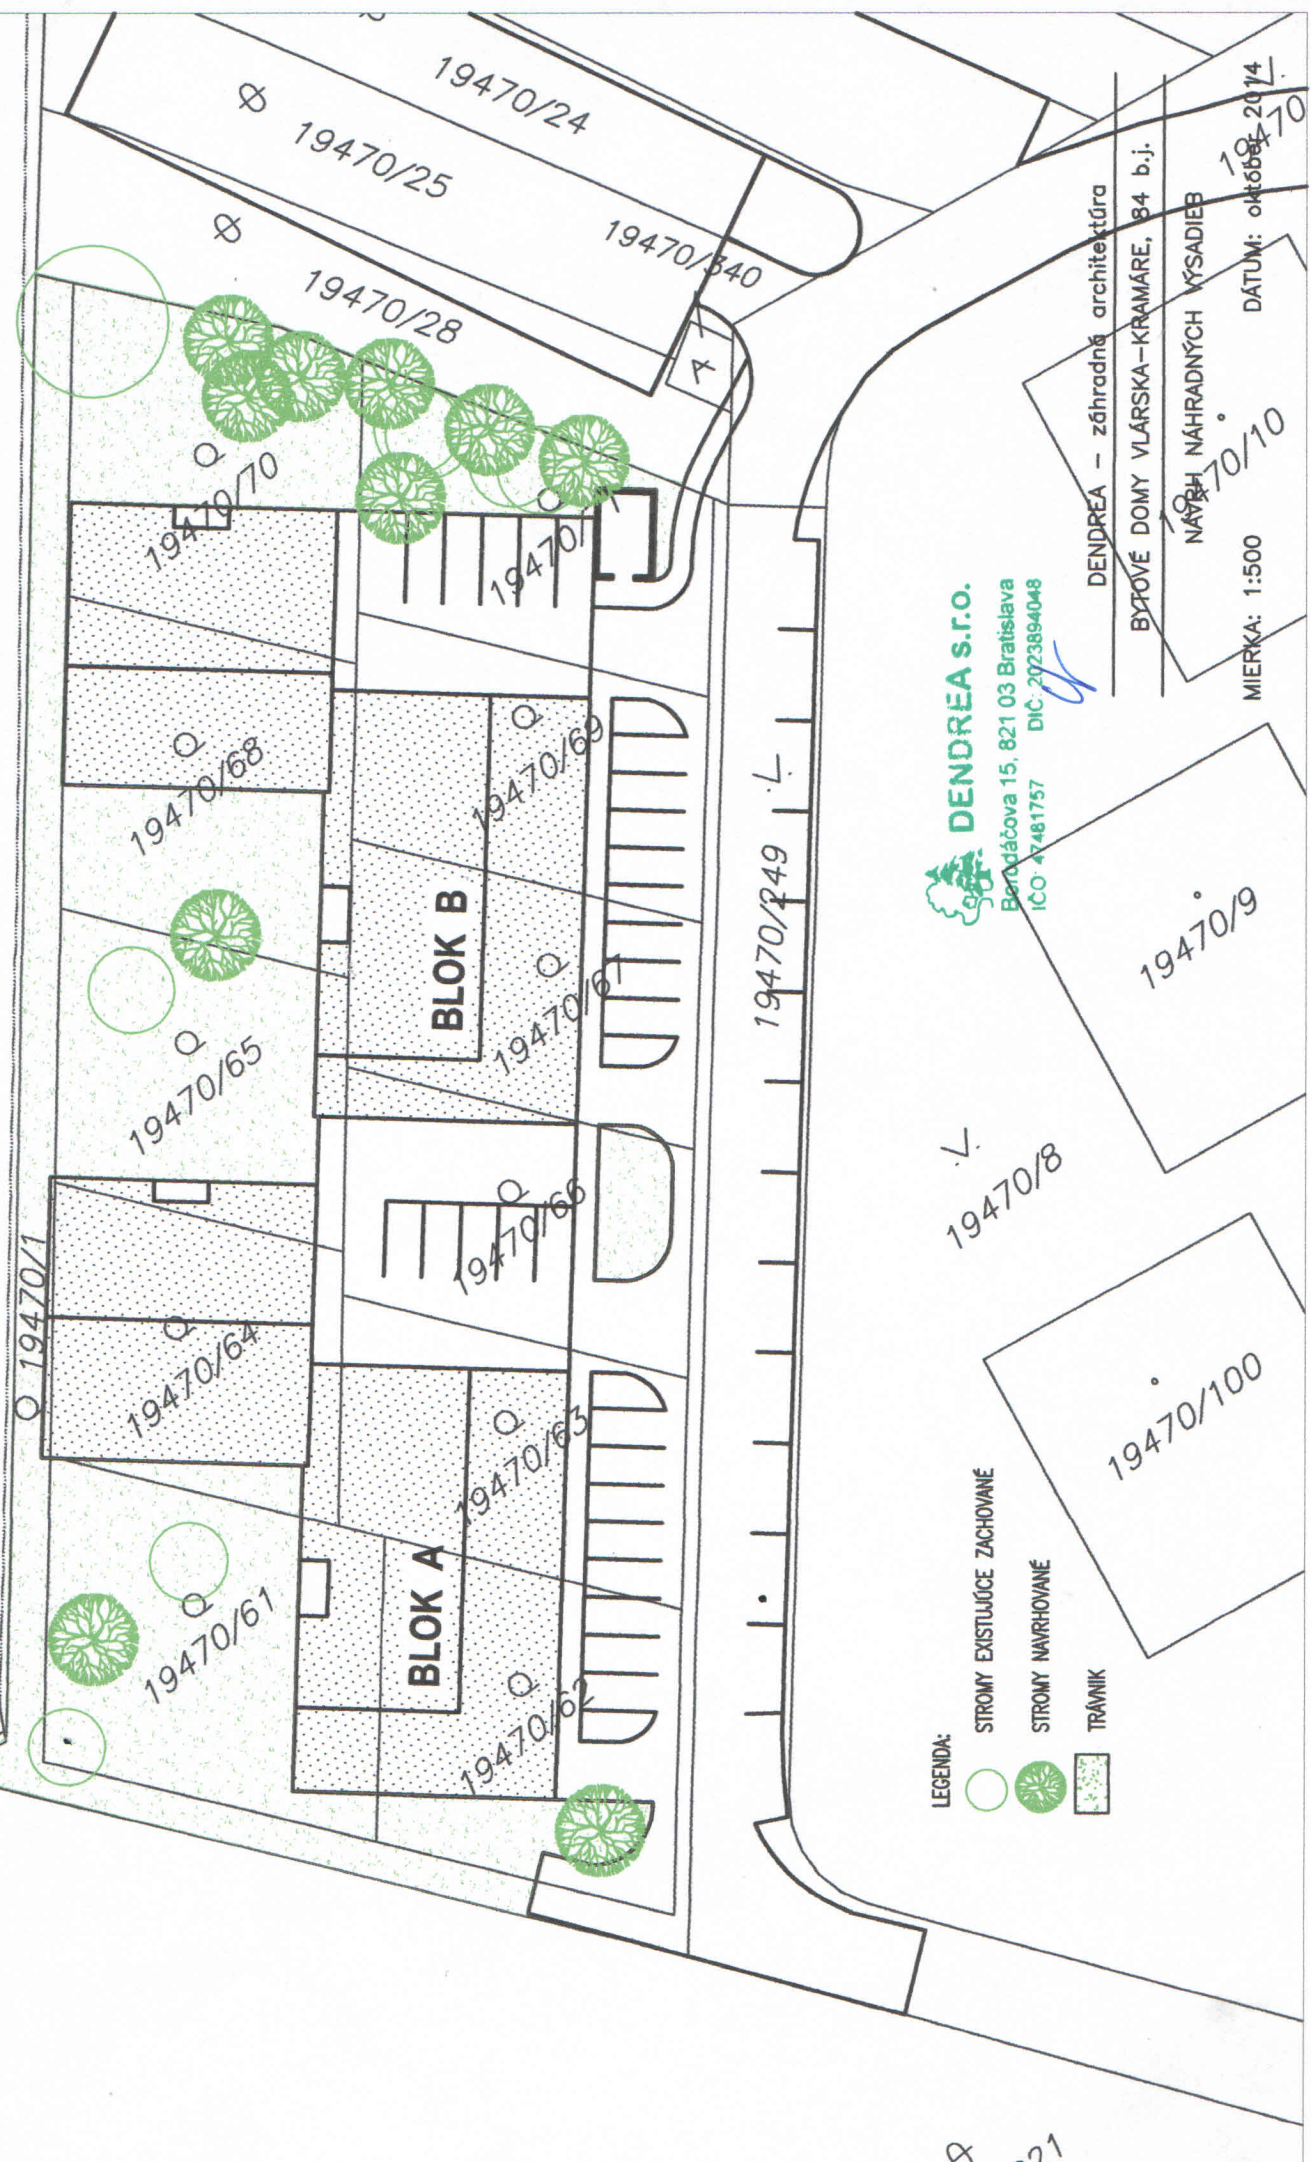 19470/24
19470/25
19470/28
19470/340
19470/70
19470/68
19470/69
BLOK B
19470/67
19470/65
19470/66
19470/1
19470/64
19470/63
19470/61
BLOK A
19470/62
19470/249
19470/8
19470/9
19470/10
19470/100
DENDREA s.r.o.
15, 821 03 Bratislava
IČO: 47481757 DIČ: 2023894048
DENDREA – záhradná architektúra
BYTOVÉ DOMY VLÁRSKA–KRAMÁRE, 84 b.j.
NÁVRH NÁHRADNÝCH VÝSADIEB
MIERKA: 1:500 DÁTUM: október 2014
LEGENDA:
STROMY EXISTUJÚCE ZACHOVANÉ
STROMY NAVRHOVANÉ
TRÁVNIK